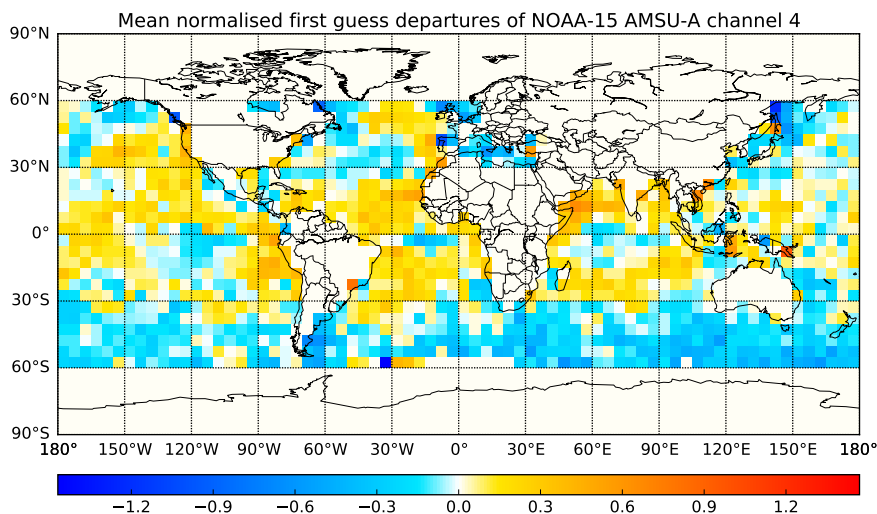 Mean normalised first guess departures of NOAA-15 AMSU-A channel 4
90°N
60°N
30°N
0°
30°S
60°S
90°S
180° 150°W 120°W 90°W 60°W 30°W 0° 30°E 60°E 90°E 120°E 150°E 180°
−1.2 −0.9 −0.6 −0.3 0.0 0.3 0.6 0.9 1.2